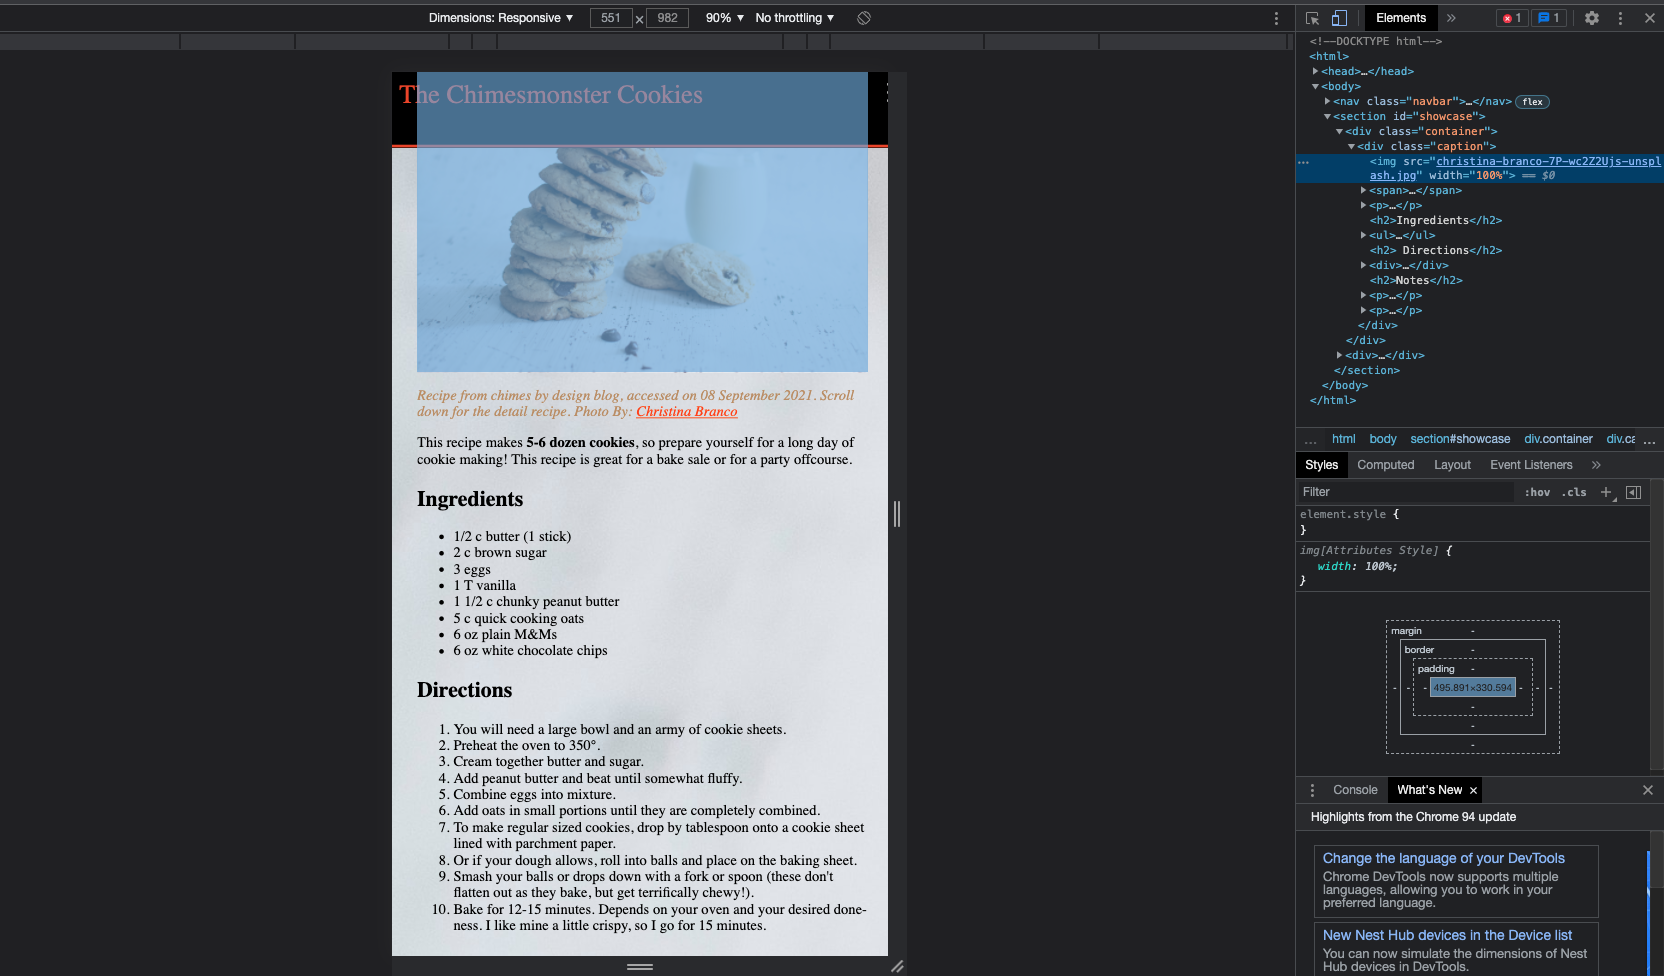 Dimensions: Responsive ▼ 551 × 982 90% ▼ No throttling ▼
Elements » 1 1
The Chimesmonster Cookies
Recipe from chimes by design blog, accessed on 08 September 2021. Scroll
down for the detail recipe. Photo By: Christina Branco
This recipe makes 5-6 dozen cookies, so prepare yourself for a long day of
cookie making! This recipe is great for a bake sale or for a party offcourse.
Ingredients
• 1/2 c butter (1 stick)
• 2 c brown sugar
• 3 eggs
• 1 T vanilla
• 1 1/2 c chunky peanut butter
• 5 c quick cooking oats
• 6 oz plain M&Ms
• 6 oz white chocolate chips
Directions
1. You will need a large bowl and an army of cookie sheets.
2. Preheat the oven to 350°.
3. Cream together butter and sugar.
4. Add peanut butter and beat until somewhat fluffy.
5. Combine eggs into mixture.
6. Add oats in small portions until they are completely combined.
7. To make regular sized cookies, drop by tablespoon onto a cookie sheet
lined with parchment paper.
8. Or if your dough allows, roll into balls and place on the baking sheet.
9. Smash your balls or drops down with a fork or spoon (these don't
flatten out as they bake, but get terrifically chewy!).
10. Bake for 12-15 minutes. Depends on your oven and your desired done-
ness. I like mine a little crispy, so I go for 15 minutes.
<!--DOCKTYPE html-->
<html>
<head>…</head>
<body>
<nav class="navbar">…</nav> flex
<section id="showcase">
<div class="container">
<div class="caption">
<img src="christina-branco-7P-wc2Z2Ujs-unspl
ash.jpg" width="100%"> == $0
<span>…</span>
<p>…</p>
<h2>Ingredients</h2>
<ul>…</ul>
<h2> Directions</h2>
<div>…</div>
<h2>Notes</h2>
<p>…</p>
<p>…</p>
</div>
</div>
<div>…</div>
</section>
</body>
</html>
… html body section#showcase div.container div.ca …
Styles Computed Layout Event Listeners »
Filter :hov .cls +
element.style {
}
img[Attributes Style] {
width: 100%;
}
margin -
border -
padding -
- - - 495.891×330.594 - - -
-
-
-
Console What's New ×
Highlights from the Chrome 94 update
Change the language of your DevTools
Chrome DevTools now supports multiple
languages, allowing you to work in your
preferred language.
New Nest Hub devices in the Device list
You can now simulate the dimensions of Nest
Hub devices in DevTools.